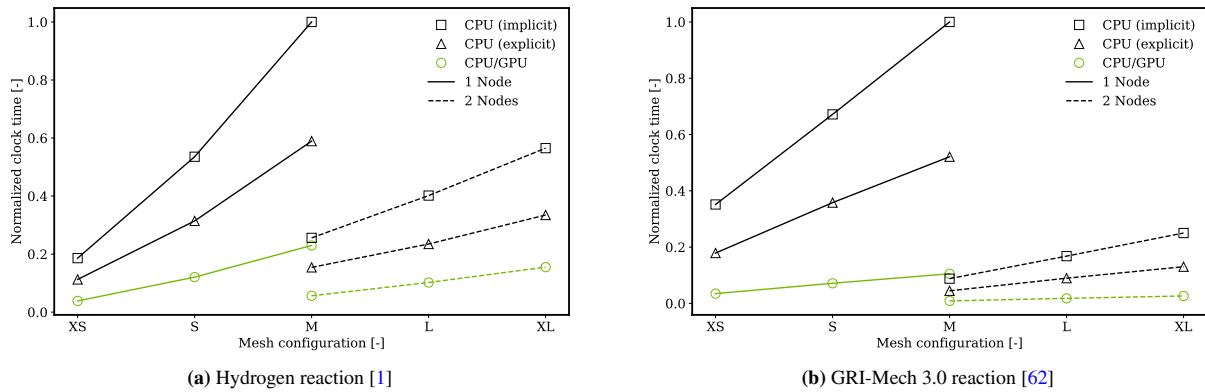 1.0
0.8
0.6
0.4
0.2
0.0
Normalized clock time [-]
XS
S
M
L
XL
Mesh configuration [-]
CPU (implicit)
CPU (explicit)
CPU/GPU
1 Node
2 Nodes
(a) Hydrogen reaction [1]
1.0
0.8
0.6
0.4
0.2
0.0
Normalized clock time [-]
XS
S
M
L
XL
Mesh configuration [-]
CPU (implicit)
CPU (explicit)
CPU/GPU
1 Node
2 Nodes
(b) GRI-Mech 3.0 reaction [62]